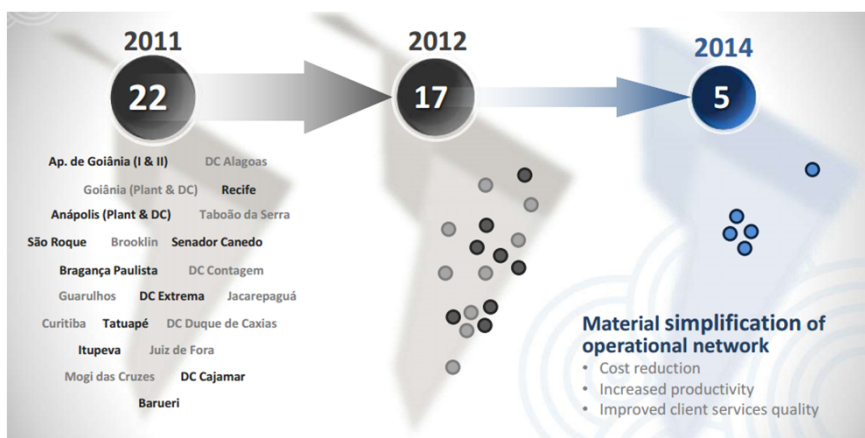 2011
2012
2014
22
17
5
Ap. de Goiânia (I & II) DC Alagoas
Goiânia (Plant & DC) Recife
Anápolis (Plant & DC) Taboão da Serra
São Roque Brooklin Senador Canedo
Bragança Paulista DC Contagem
Guarulhos DC Extrema Jacarepaguá
Curitiba Tatuapé DC Duque de Caxias
Itupeva Juiz de Fora
Mogi das Cruzes DC Cajamar
Barueri
Material simplification of
operational network
• Cost reduction
• Increased productivity
• Improved client services quality